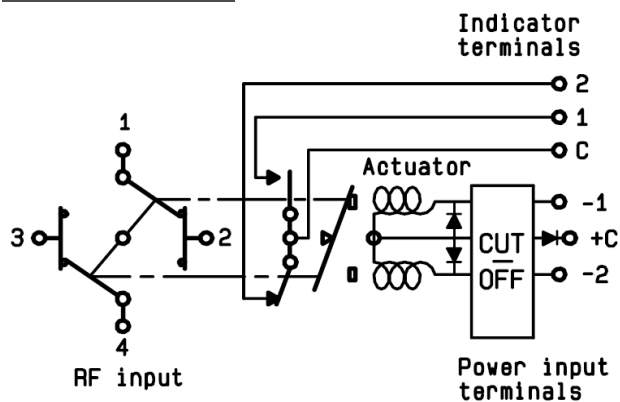 Indicator
terminals
2
1
C
1
Actuator
-1
3
2
CUT
OFF
+C
-2
4
RF input
Power input
terminals